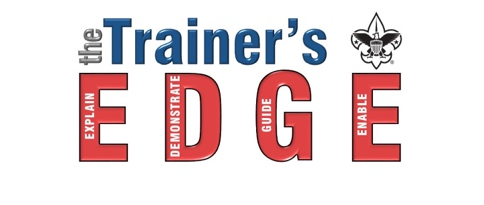 the Trainer's
EDGE
EXPLAIN
DEMONSTRATE
GUIDE
ENABLE